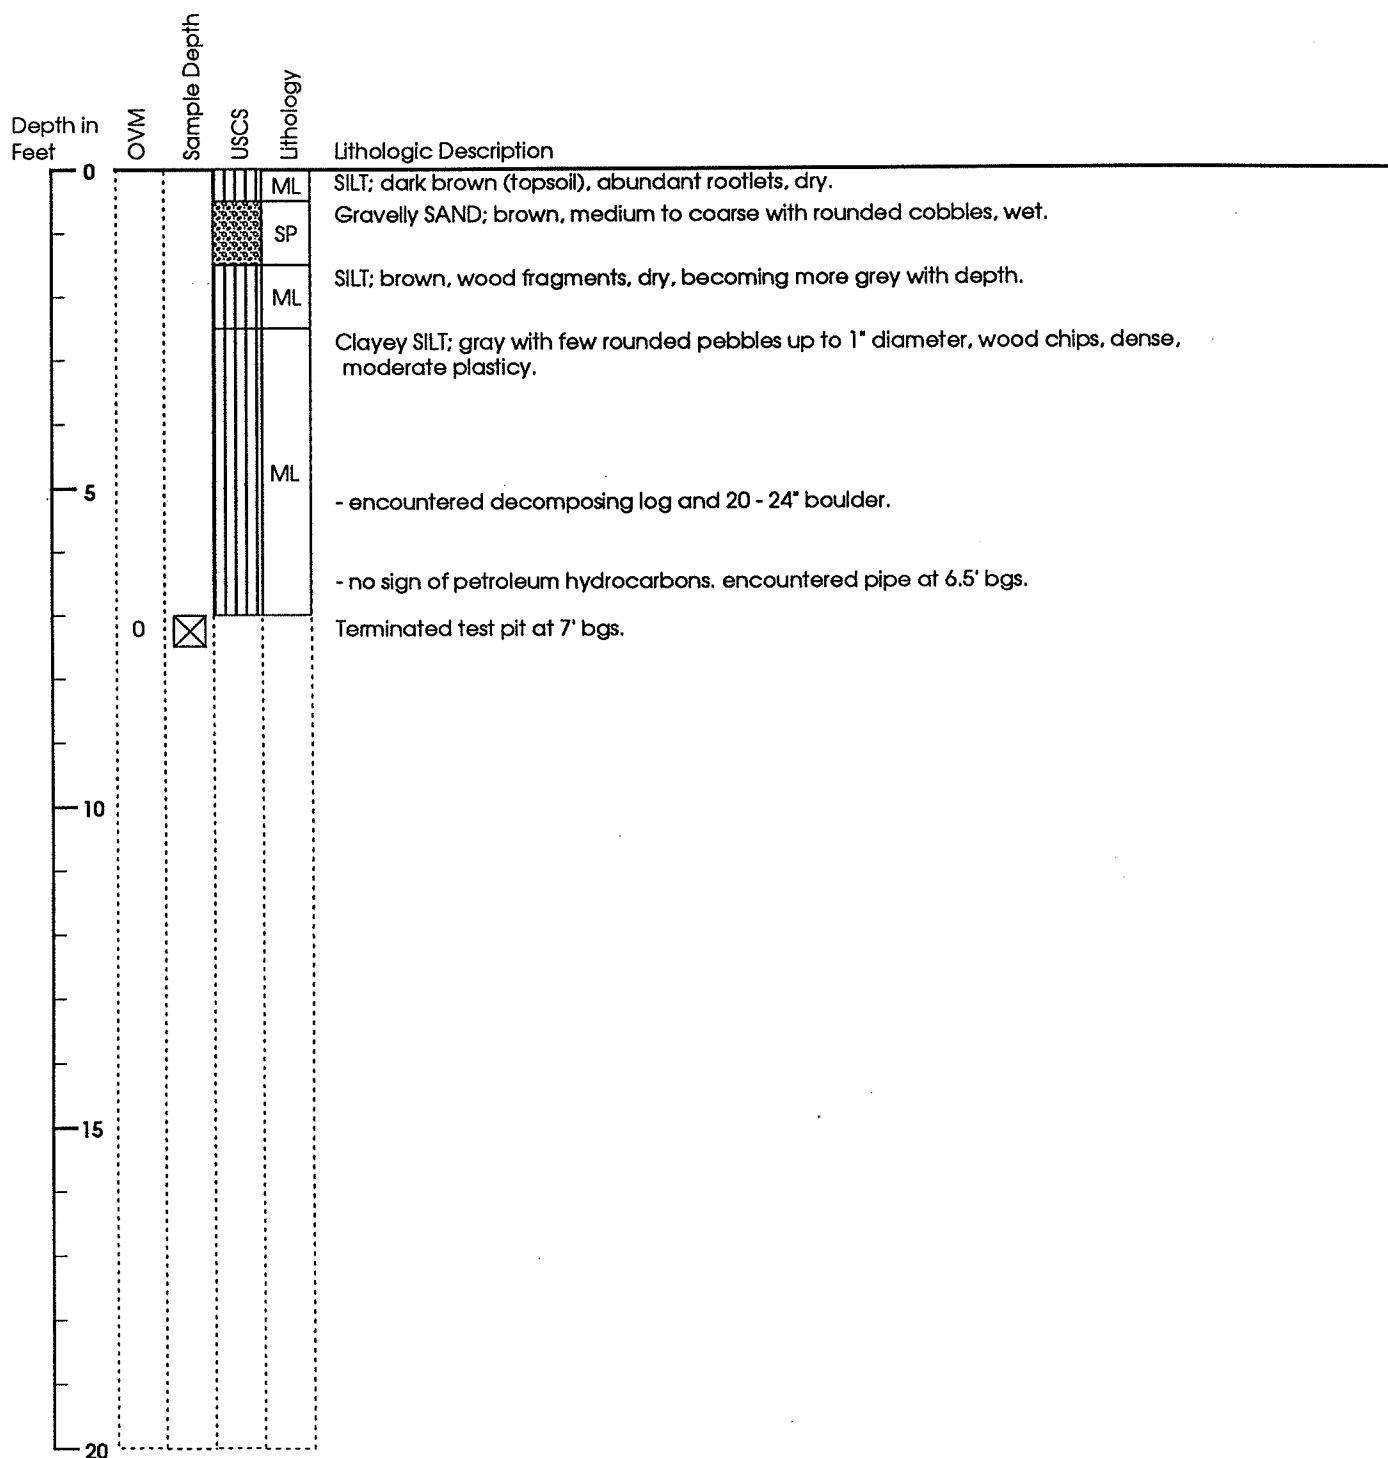 Depth in
Feet
OVM
Sample Depth
USCS
Lithology
Lithologic Description
0
ML
SILT; dark brown (topsoil), abundant rootlets, dry.
SP
Gravelly SAND; brown, medium to coarse with rounded cobbles, wet.
ML
SILT; brown, wood fragments, dry, becoming more grey with depth.
Clayey SILT; gray with few rounded pebbles up to 1" diameter, wood chips, dense,
moderate plasticy.
ML
5
- encountered decomposing log and 20 - 24" boulder.
- no sign of petroleum hydrocarbons. encountered pipe at 6.5' bgs.
0
Terminated test pit at 7' bgs.
10
15
20